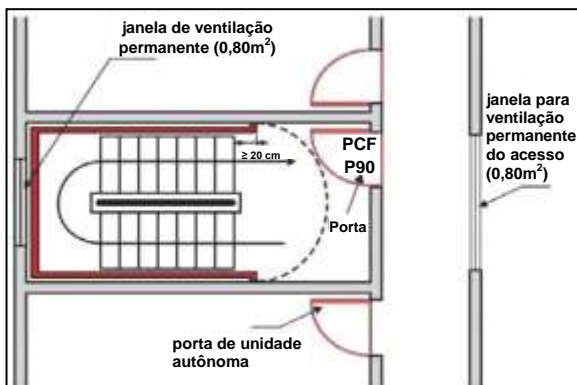 janela de ventilação
permanente (0,80m²)
≥ 20 cm
PCF
P90
Porta
janela para
ventilação
permanente
do acesso
(0,80m²)
porta de unidade
autônoma